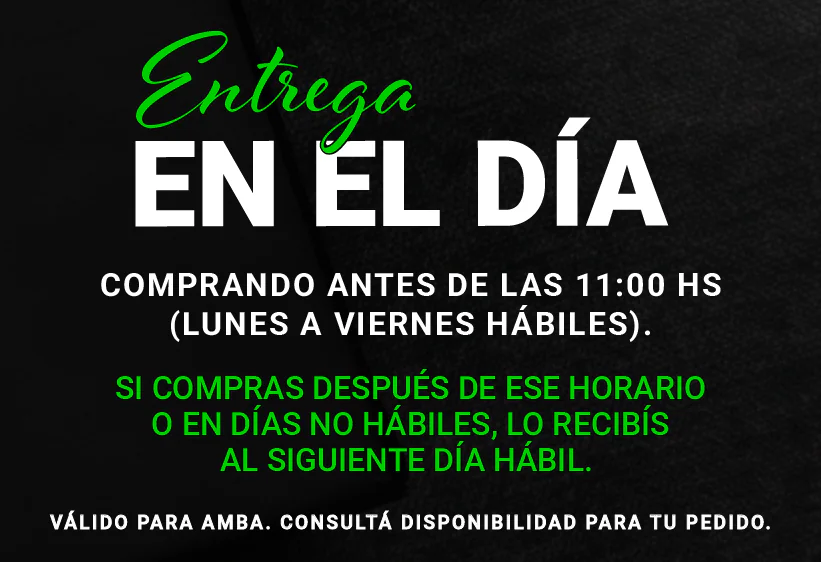 Entrega
EN EL DÍA
COMPRANDO ANTES DE LAS 11:00 HS
(LUNES A VIERNES HÁBILES).
SI COMPRAS DESPUÉS DE ESE HORARIO
O EN DÍAS NO HÁBILES, LO RECIBÍS
AL SIGUIENTE DÍA HÁBIL.
VÁLIDO PARA AMBA. CONSULTÁ DISPONIBILIDAD PARA TU PEDIDO.